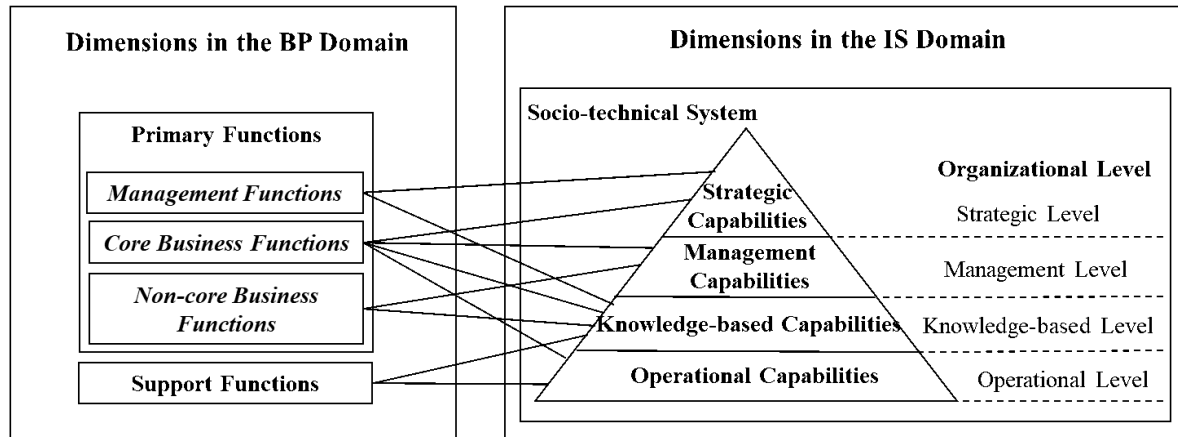 Dimensions in the BP Domain
Primary Functions
Management Functions
Core Business Functions
Non-core Business
Functions
Support Functions
Dimensions in the IS Domain
Socio-technical System
Strategic
Capabilities
Management
Capabilities
Knowledge-based Capabilities
Operational Capabilities
Organizational Level
Strategic Level
Management Level
Knowledge-based Level
Operational Level